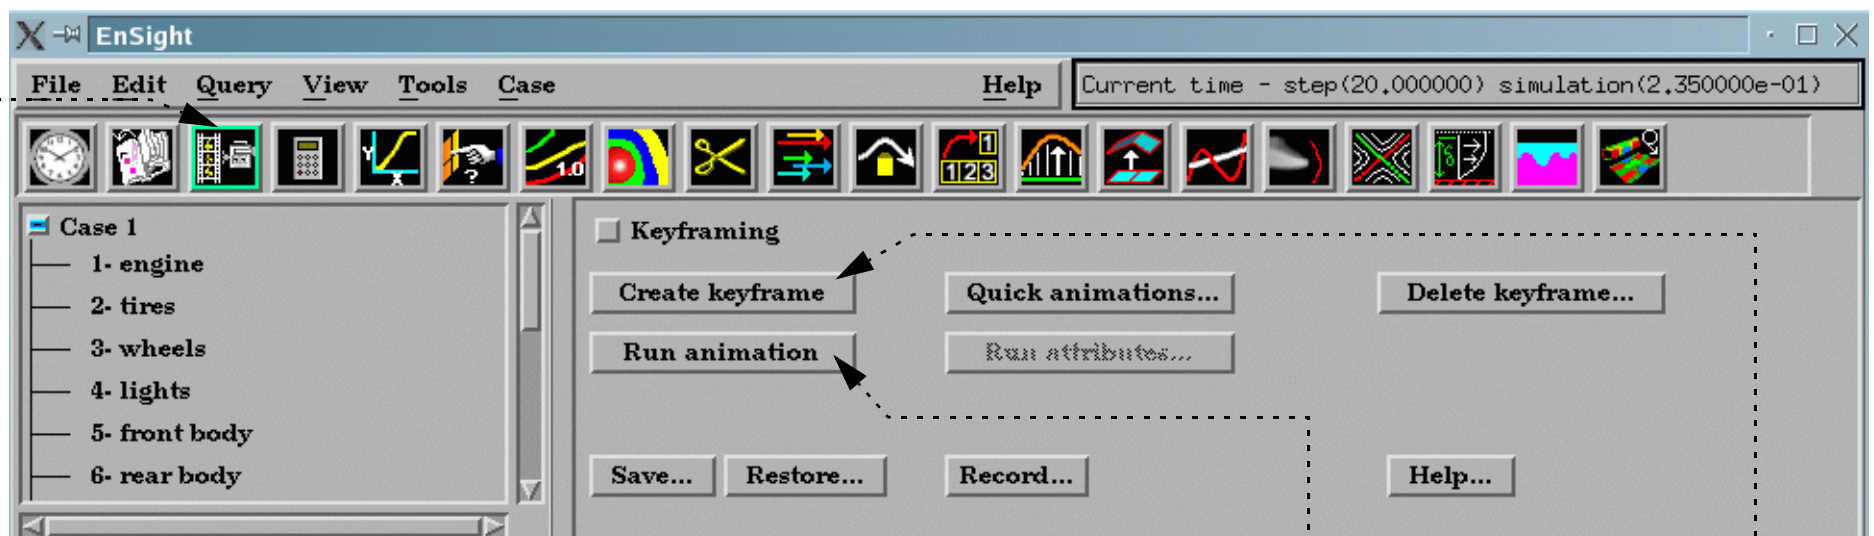 EnSight
File Edit Query View Tools Case Help
Current time - step(20.000000) simulation(2.350000e-01)
Y X ? 1.0 1 1 2 3 δ
Case 1
1- engine
2- tires
3- wheels
4- lights
5- front body
6- rear body
Keyframing
Create keyframe Quick animations... Delete keyframe...
Run animation Run attributes...
Save... Restore... Record... Help...